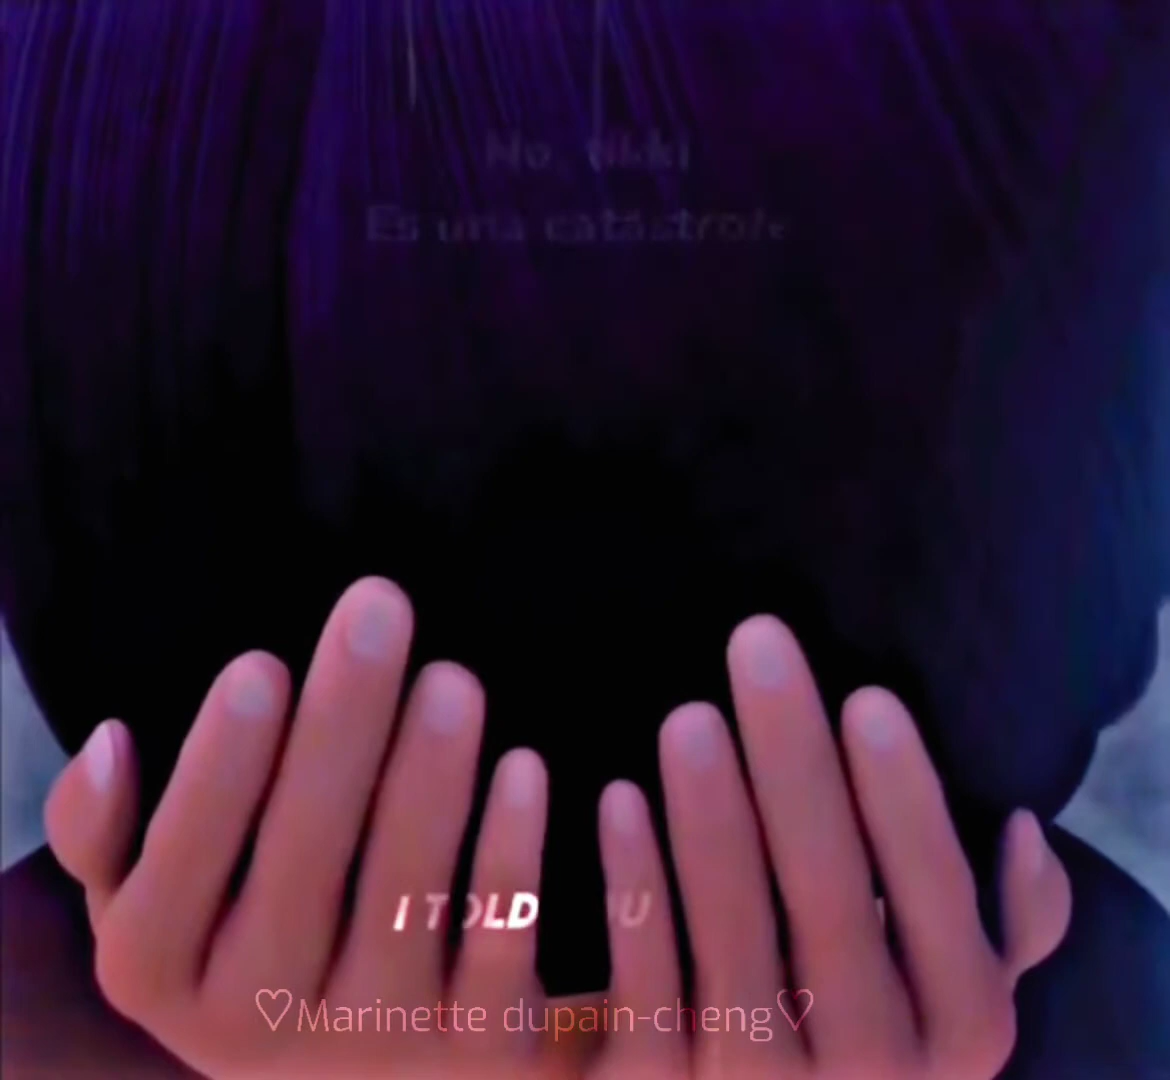 No, tikki
Es una catástrofe
I TOLD
♡Marinette dupain-cheng♡